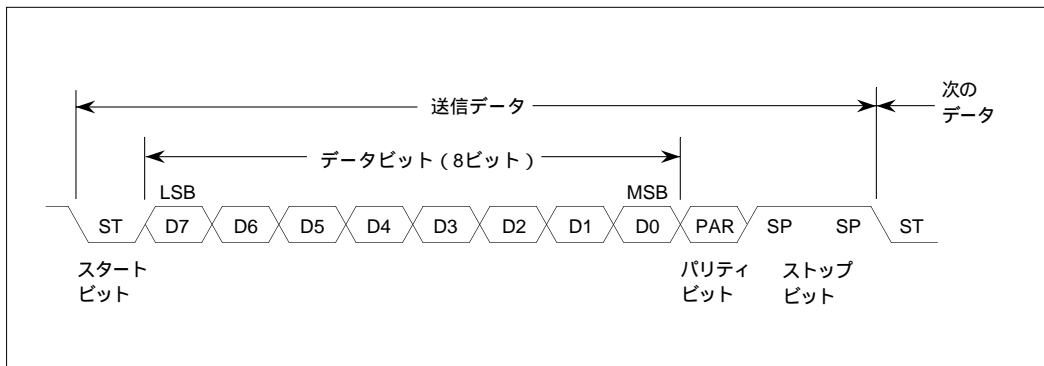 送信データ
次の
データ
データビット（8ビット）
LSB MSB
ST D7 D6 D5 D4 D3 D2 D1 D0 PAR SP SP ST
スタート
ビット
パリティ
ビット
ストップ
ビット